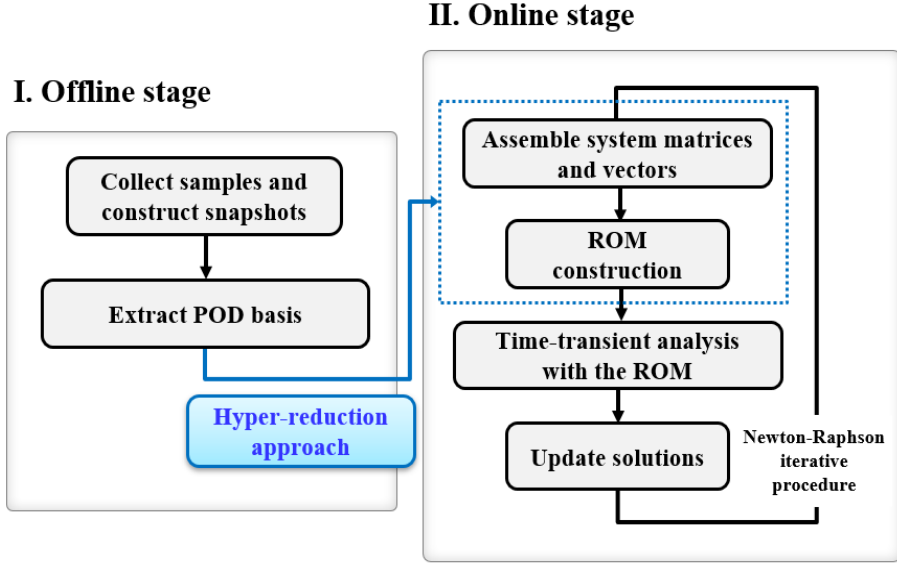 I. Offline stage
Collect samples and
construct snapshots
Extract POD basis
Hyper-reduction
approach
II. Online stage
Assemble system matrices
and vectors
ROM
construction
Time-transient analysis
with the ROM
Update solutions
Newton-Raphson
iterative
procedure